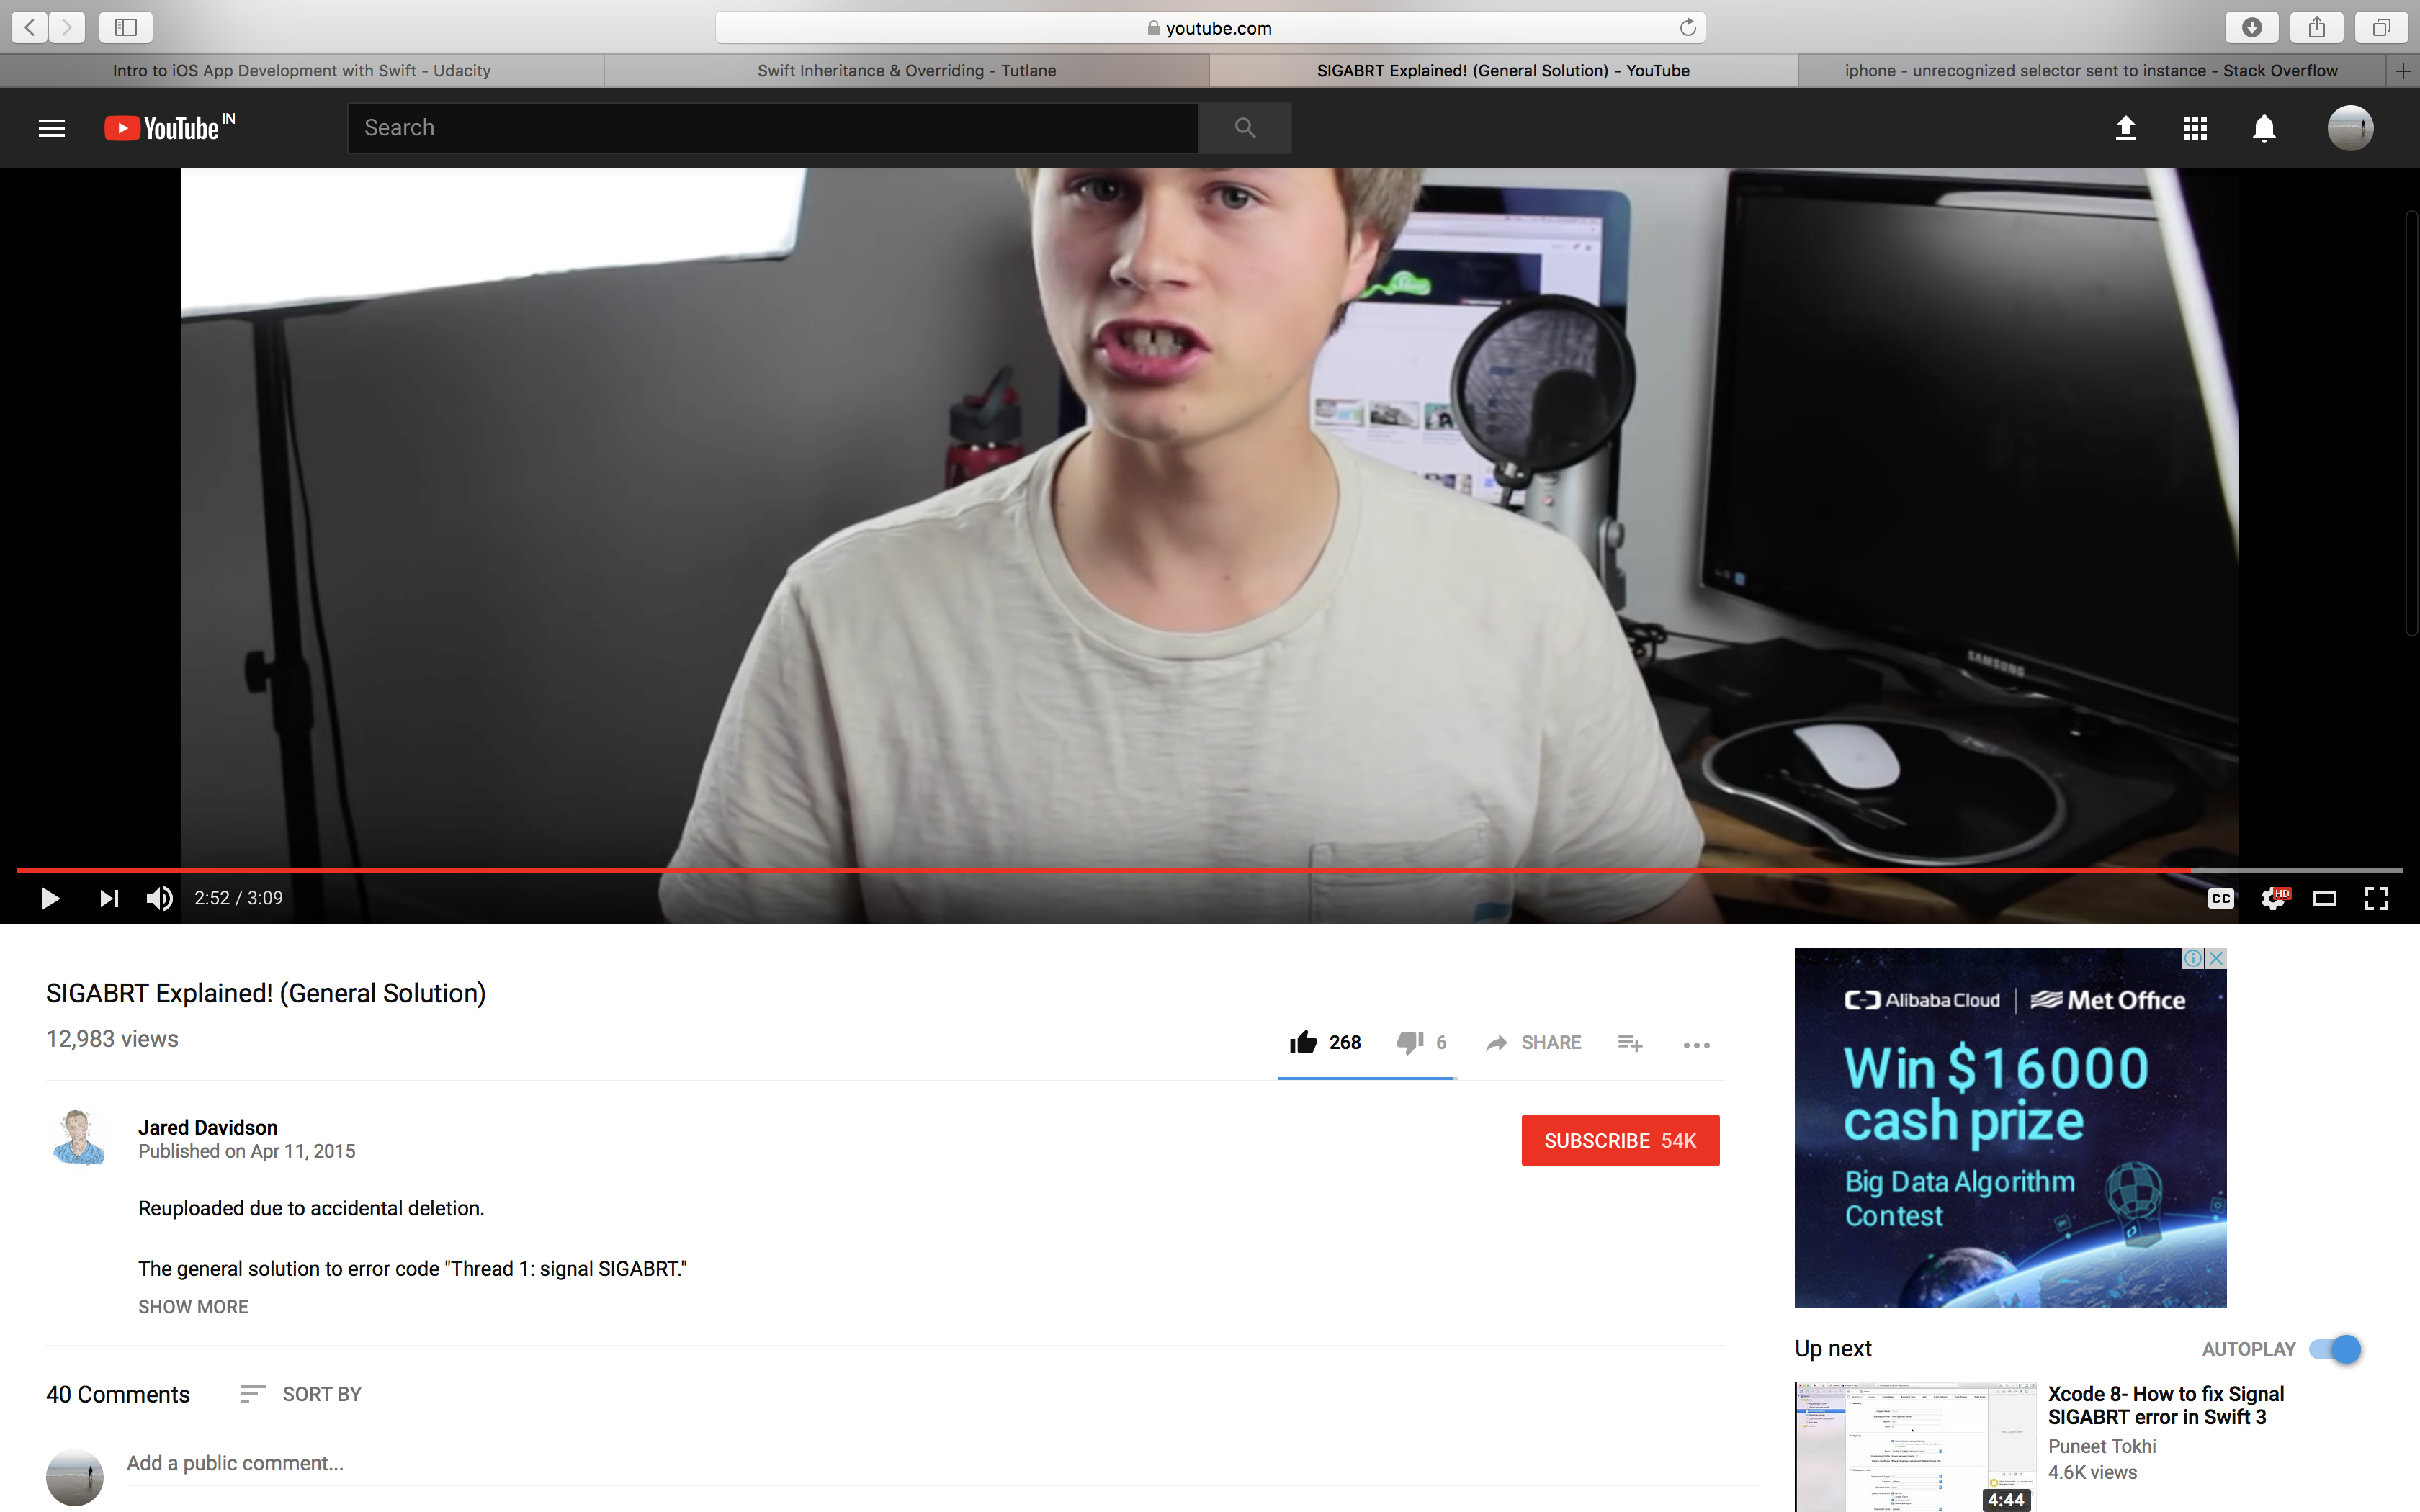 youtube.com
Intro to iOS App Development with Swift - Udacity
Swift Inheritance & Overriding - Tutlane
SIGABRT Explained! (General Solution) - YouTube
iphone - unrecognized selector sent to instance - Stack Overflow
YouTube IN
Search
SAMSUNG
2:52 / 3:09
CC
HD
SIGABRT Explained! (General Solution)
12,983 views
268
6
SHARE
Jared Davidson
Published on Apr 11, 2015
SUBSCRIBE 54K
Reuploaded due to accidental deletion.
The general solution to error code "Thread 1: signal SIGABRT."
SHOW MORE
40 Comments
SORT BY
Add a public comment...
Alibaba Cloud | Met Office
Win $16000
cash prize
Big Data Algorithm
Contest
Up next
AUTOPLAY
Xcode 8- How to fix Signal
SIGABRT error in Swift 3
Puneet Tokhi
4.6K views
4:44